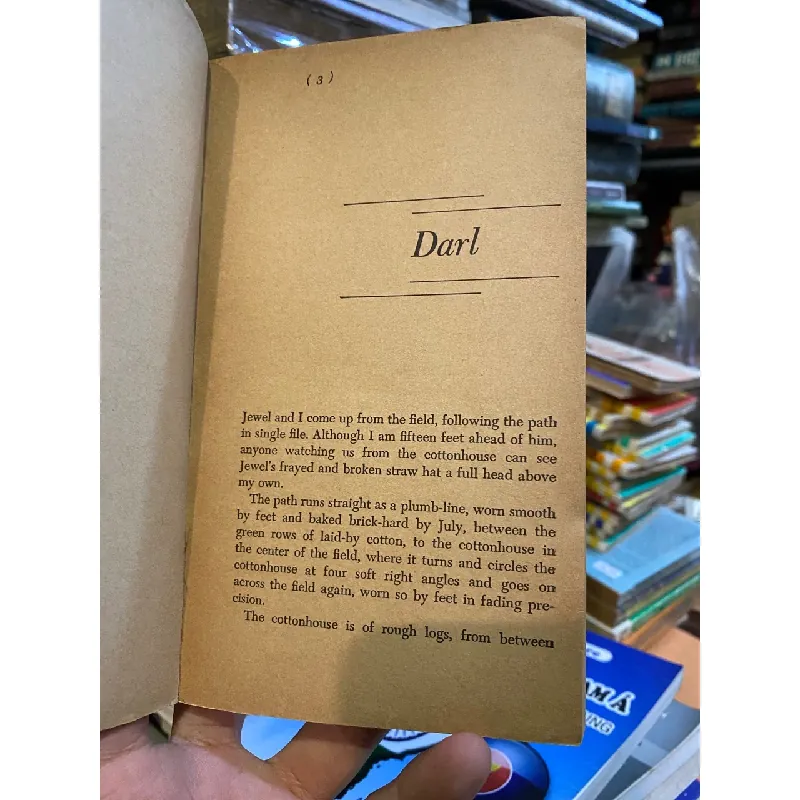 ( 3 )
Darl
Jewel and I come up from the field, following the path
in single file. Although I am fifteen feet ahead of him,
anyone watching us from the cottonhouse can see
Jewel's frayed and broken straw hat a full head above
my own.
The path runs straight as a plumb-line, worn smooth
by feet and baked brick-hard by July, between the
green rows of laid-by cotton, to the cottonhouse in
the center of the field, where it turns and circles the
cottonhouse at four soft right angles and goes on
across the field again, worn so by feet in fading pre-
cision.
The cottonhouse is of rough logs, from between
AM Á